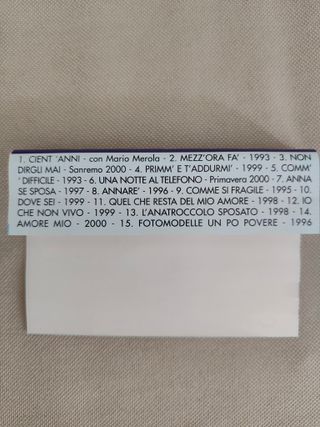 1. CIENT 'ANNI - con Mario Merola - 2. MEZZ'ORA FA' - 1993 - 3. NON
DIRGLI MAI - Sanremo 2000 - 4. PRIMM' E T'ADDURMI' - 1999 - 5. COMM'
'DIFFICILE - 1993 - 6. UNA NOTTE AL TELEFONO - Primavera 2000 - 7. ANNA
SE SPOSA - 1997 - 8. ANNARE' - 1996 - 9. COMME SI FRAGILE - 1995 - 10.
DOVE SEI - 1999 - 11. QUEL CHE RESTA DEL MIO AMORE - 1998 - 12. IO
CHE NON VIVO - 1999 - 13. L'ANATROCCOLO SPOSATO - 1998 - 14.
AMORE MIO - 2000 - 15. FOTOMODELLE UN PO POVERE - 1996